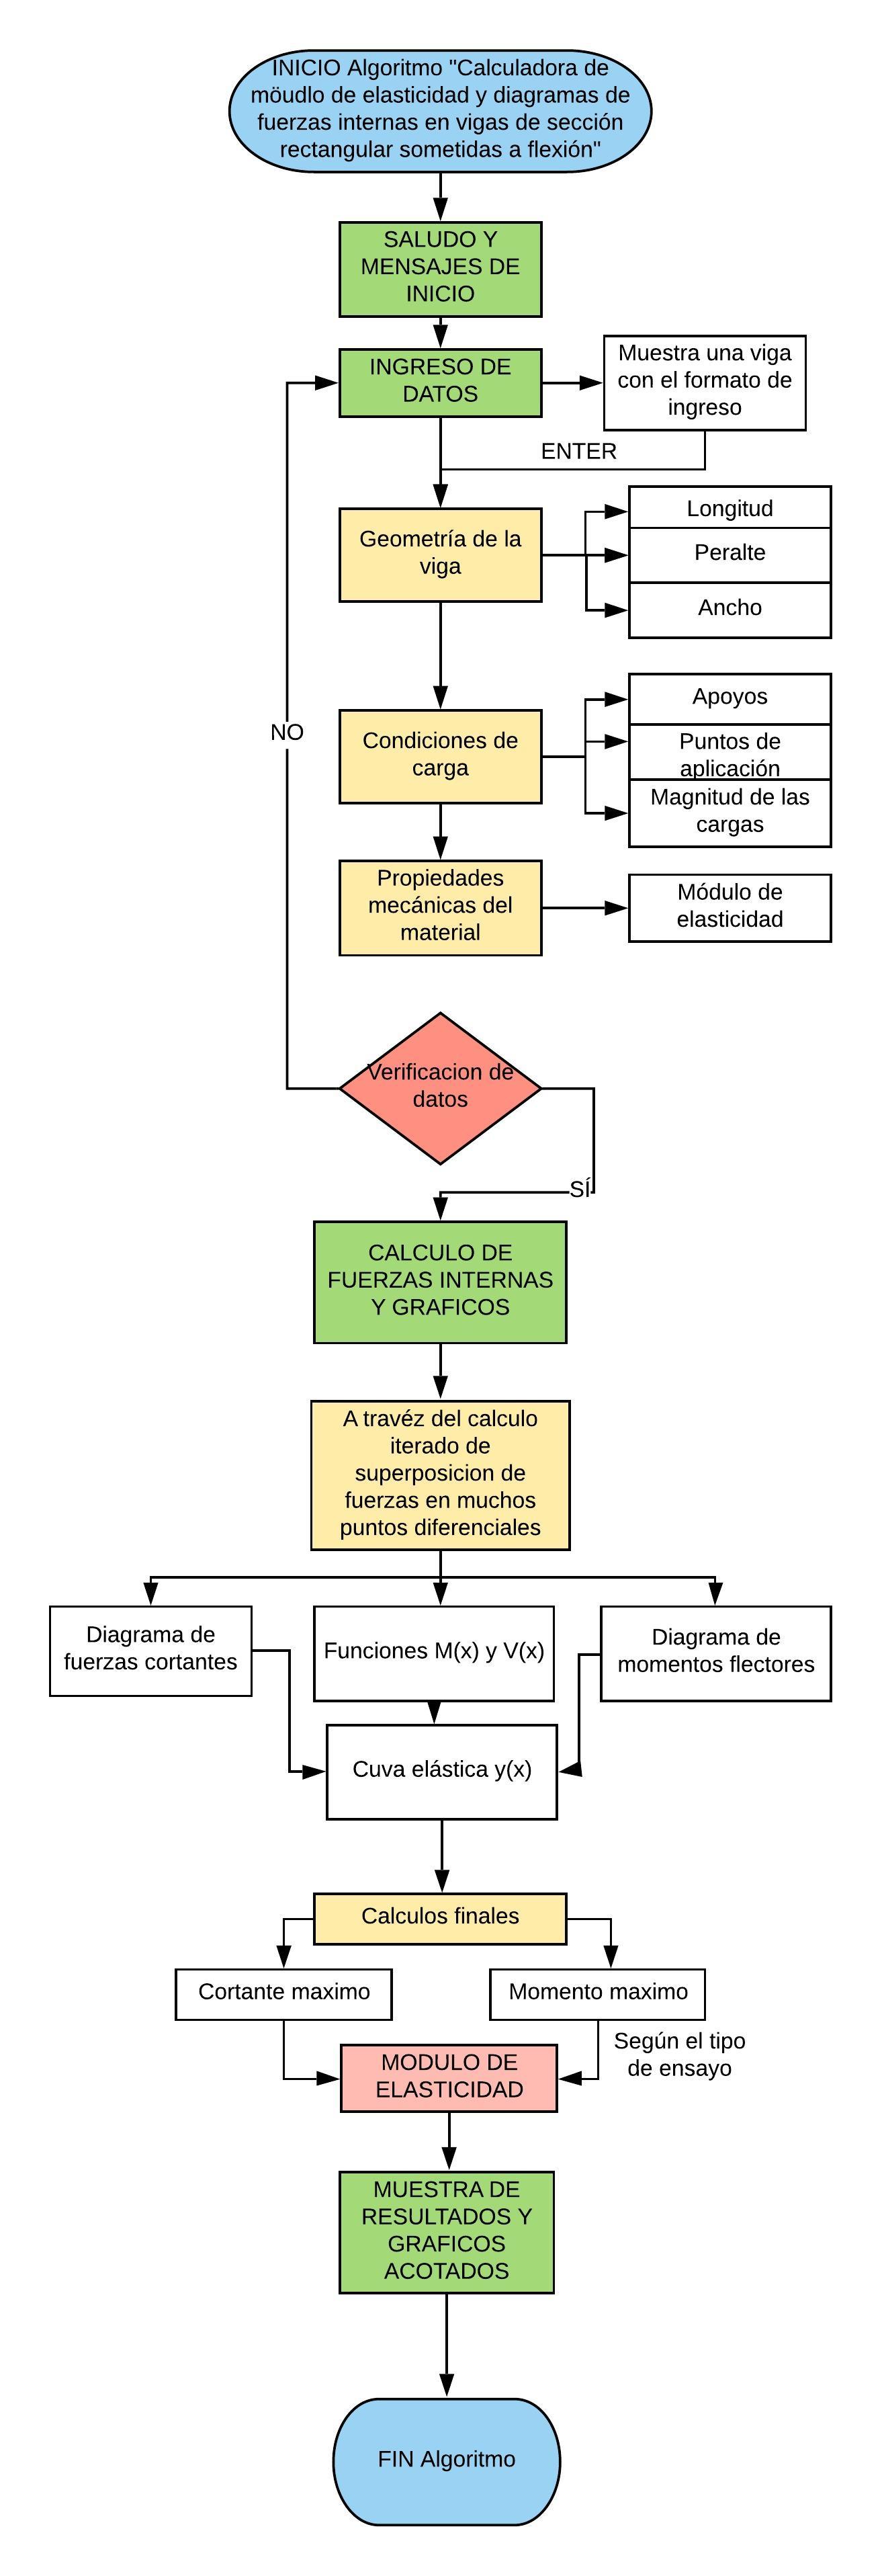 INICIO Algoritmo "Calculadora de
möudlo de elasticidad y diagramas de
fuerzas internas en vigas de sección
rectangular sometidas a flexión"
SALUDO Y
MENSAJES DE
INICIO
INGRESO DE
DATOS
Muestra una viga
con el formato de
ingreso
ENTER
Geometría de la
viga
Longitud
Peralte
Ancho
NO
Condiciones de
carga
Apoyos
Puntos de
aplicación
Magnitud de las
cargas
Propiedades
mecánicas del
material
Módulo de
elasticidad
Verificacion de
datos
SÍ
CALCULO DE
FUERZAS INTERNAS
Y GRAFICOS
A travéz del calculo
iterado de
superposicion de
fuerzas en muchos
puntos diferenciales
Diagrama de
fuerzas cortantes
Funciones M(x) y V(x)
Diagrama de
momentos flectores
Cuva elástica y(x)
Calculos finales
Cortante maximo
Momento maximo
Según el tipo
de ensayo
MODULO DE
ELASTICIDAD
MUESTRA DE
RESULTADOS Y
GRAFICOS
ACOTADOS
FIN Algoritmo